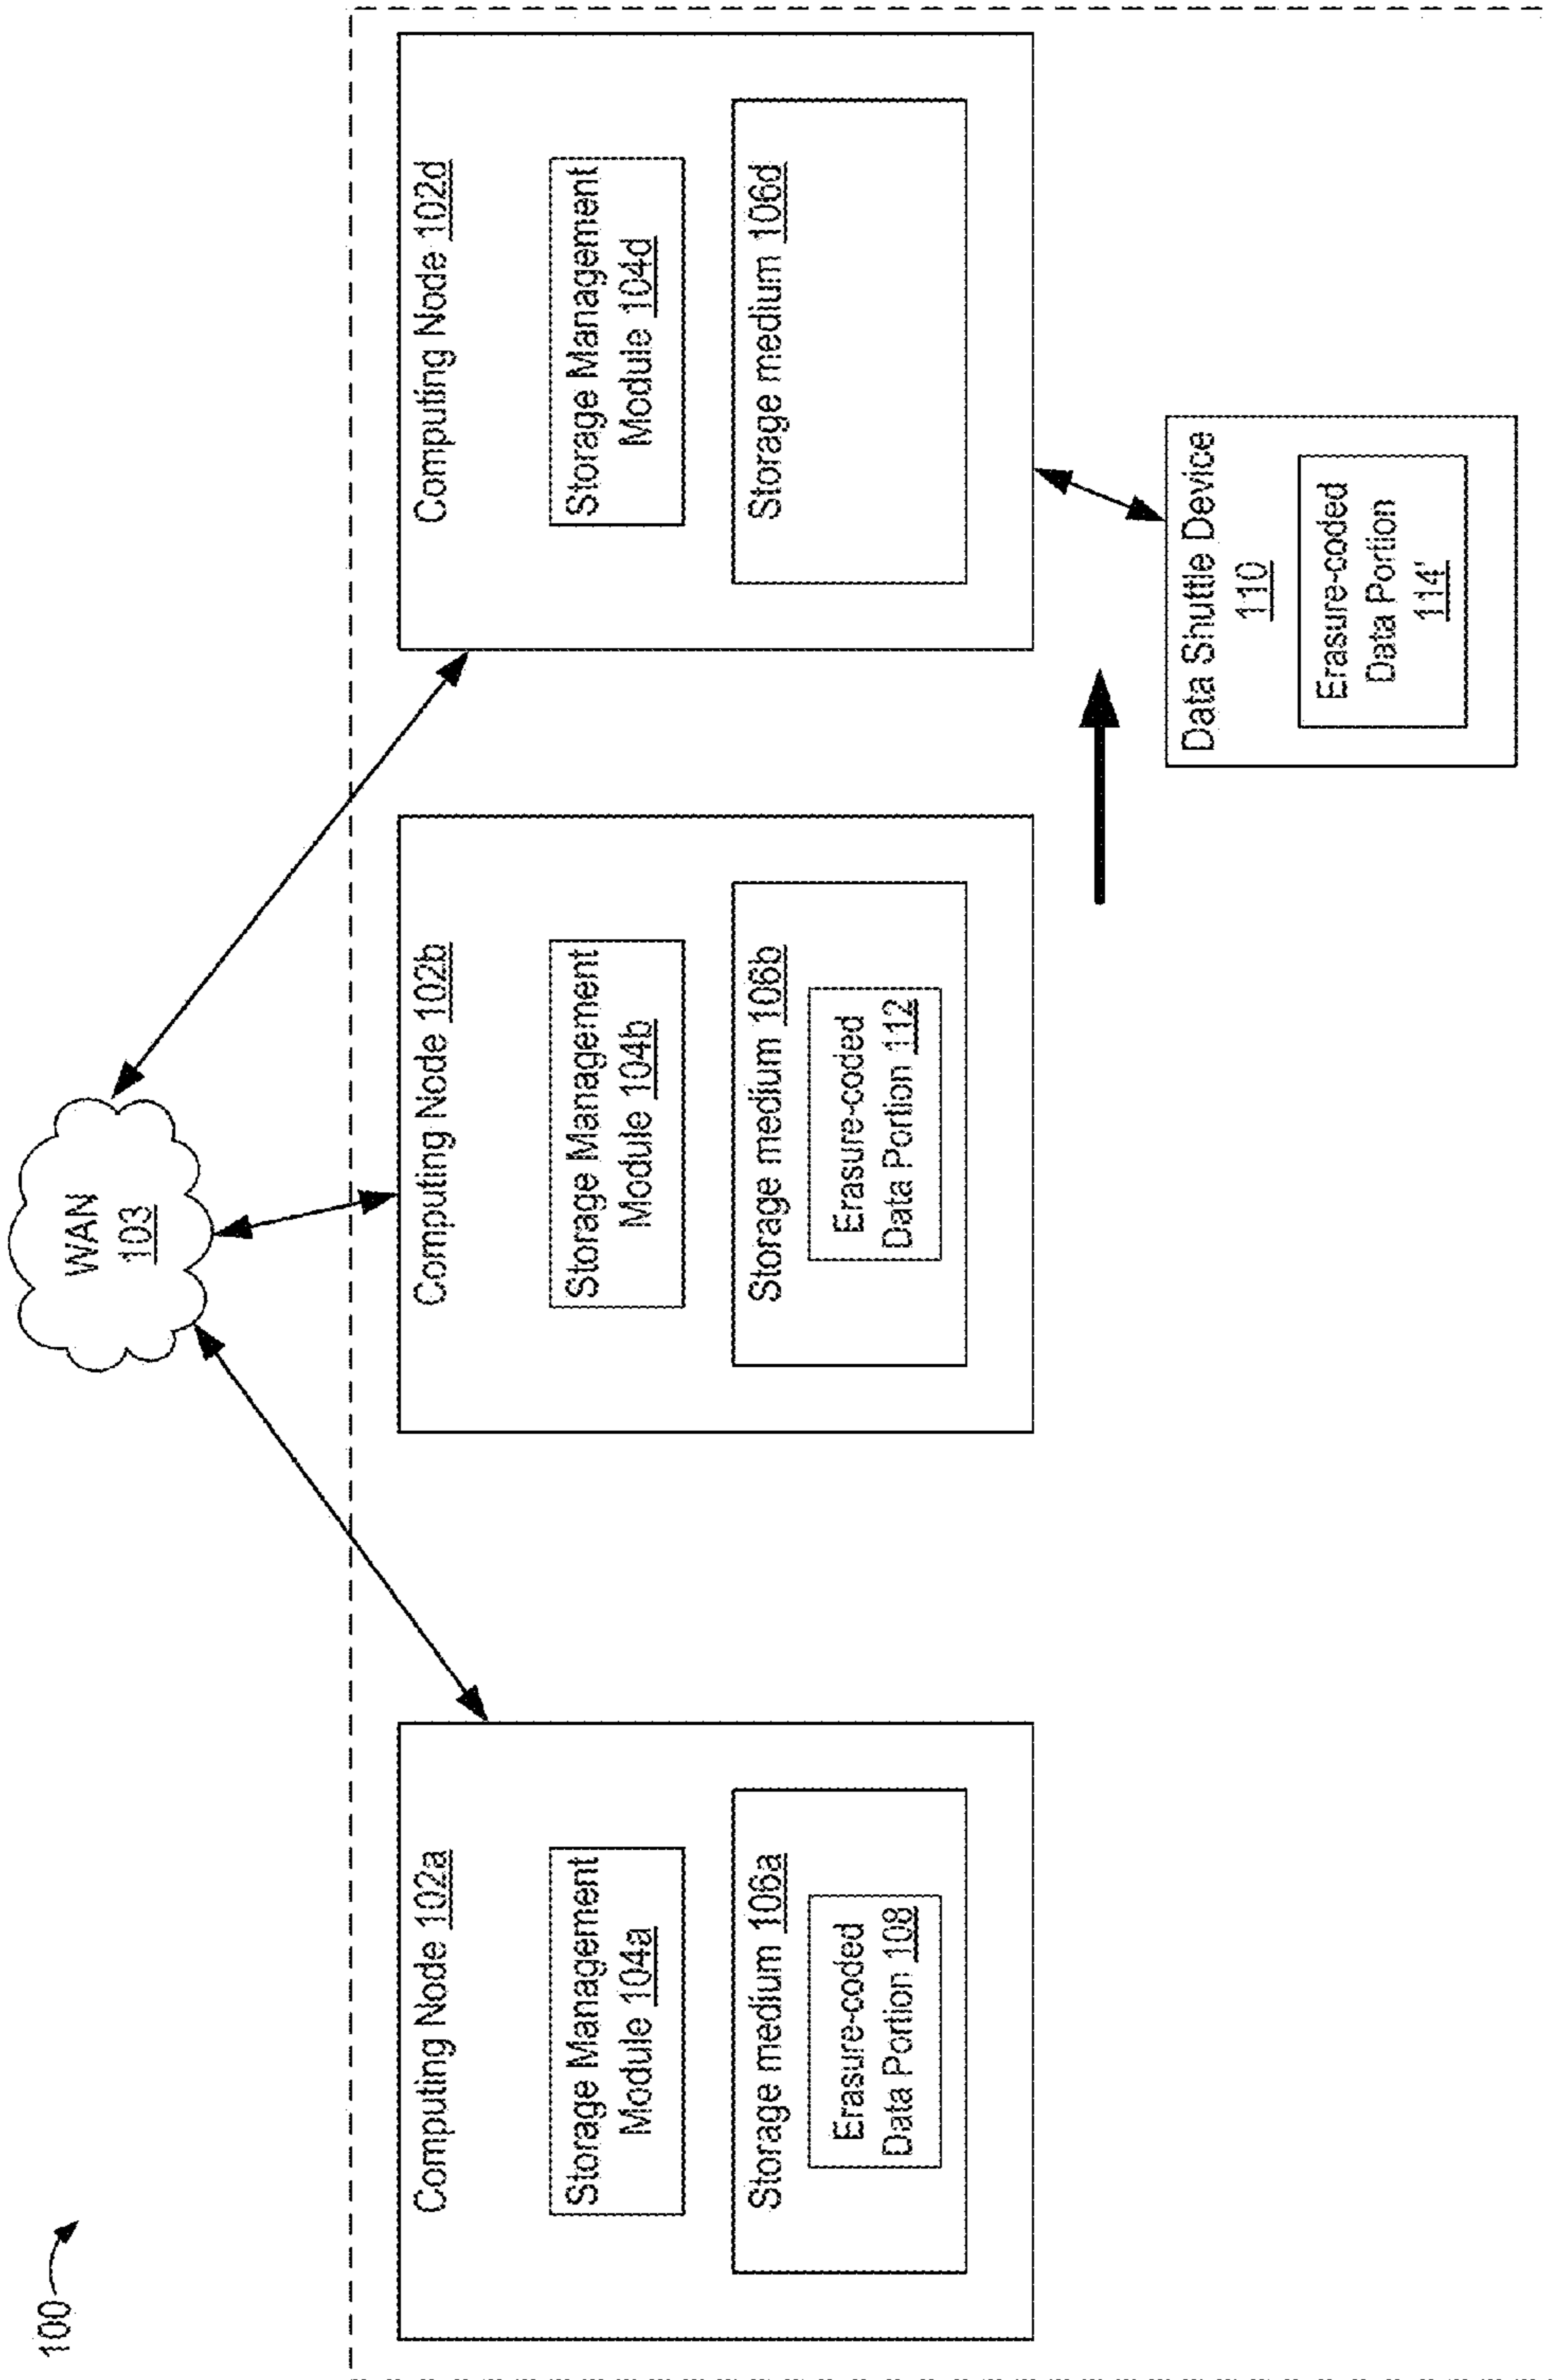 100
WAN
103
Computing Node 102a
Storage Management
Module 104a
Storage medium 106a
Erasure-coded
Data Portion 108
Computing Node 102b
Storage Management
Module 104b
Storage medium 106b
Erasure-coded
Data Portion 112
Computing Node 102d
Storage Management
Module 104d
Storage medium 106d
Data Shuttle Device
110
Erasure-coded
Data Portion
114'